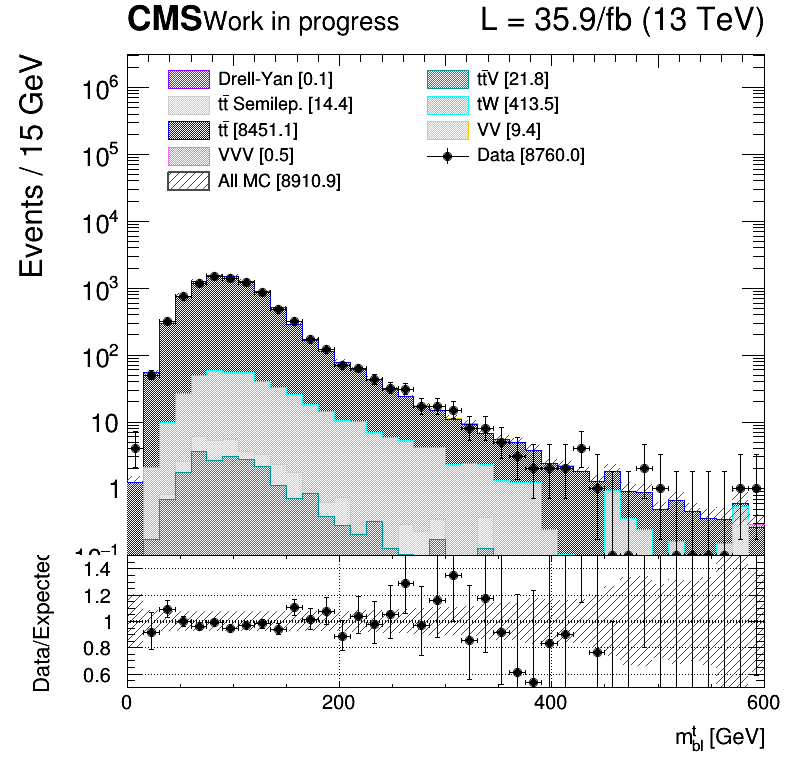 CMS Work in progress L = 35.9/fb (13 TeV)
Events / 15 GeV
Drell-Yan [0.1]
tt̄ Semilep. [14.4]
tt̄ [8451.1]
VVV [0.5]
All MC [8910.9]
tt̄V [21.8]
tW [413.5]
VV [9.4]
Data [8760.0]
10⁶
10⁵
10⁴
10³
10²
10
1
10⁻¹
Data/Expected
1.4
1.2
1
0.8
0.6
0 200 400 600
mᵗbl [GeV]